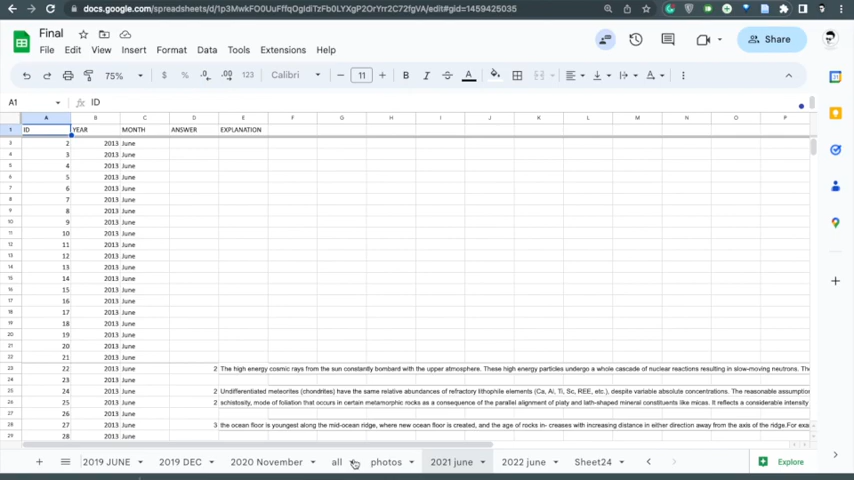 docs.google.com/spreadsheets/d/1p3MwkFO0UuFfqOgIdiTzFb0LYXgP2OrYrr2C72fgVA/edit#gid=1459425035
Final
File Edit View Insert Format Data Tools Extensions Help
Share
75% $ % .0 .00 123 Calibri 11 B I S A
A1 fx ID
A B C D E F G H I J K L M N O P
1 ID YEAR MONTH ANSWER EXPLANATION
3 2 2013 June
4 3 2013 June
5 4 2013 June
6 5 2013 June
7 6 2013 June
8 7 2013 June
9 8 2013 June
10 9 2013 June
11 10 2013 June
12 11 2013 June
13 12 2013 June
14 13 2013 June
15 14 2013 June
16 15 2013 June
17 16 2013 June
18 17 2013 June
19 18 2013 June
20 19 2013 June
21 20 2013 June
22 21 2013 June
23 22 2013 June 2 The high energy cosmic rays from the sun constantly bombard with the upper atmosphere. These high energy particles undergo a whole cascade of nuclear reactions resulting in slow-moving neutrons. The
24 23 2013 June
25 24 2013 June 2 Undifferentiated meteorites (chondrites) have the same relative abundances of refractory lithophile elements (Ca, Al, Ti, Sc, REE, etc.), despite variable absolute concentrations. The reasonable assumption
26 25 2013 June 2 schistosity, mode of foliation that occurs in certain metamorphic rocks as a consequence of the parallel alignment of platy and lath-shaped mineral constituents like micas. It reflects a considerable intensity
27 26 2013 June
28 27 2013 June 3 the ocean floor is youngest along the mid-ocean ridge, where new ocean floor is created, and the age of rocks in- creases with increasing distance in either direction away from the axis of the ridge.For exam
29 28 2013 June
2019 JUNE 2019 DEC 2020 November all photos 2021 june 2022 june Sheet24 Explore